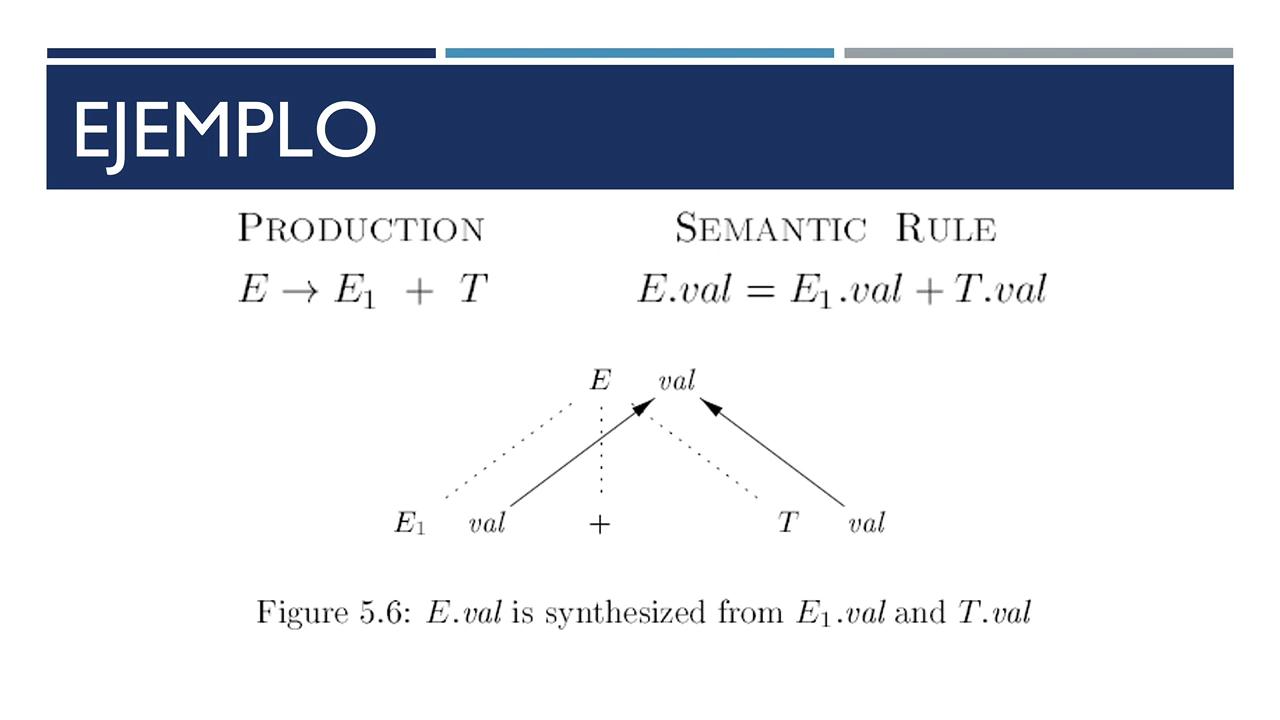 EJEMPLO
PRODUCTION SEMANTIC RULE
E → E₁ + T E.val = E₁.val + T.val
E val
E₁ val + T val
Figure 5.6: E.val is synthesized from E₁.val and T.val